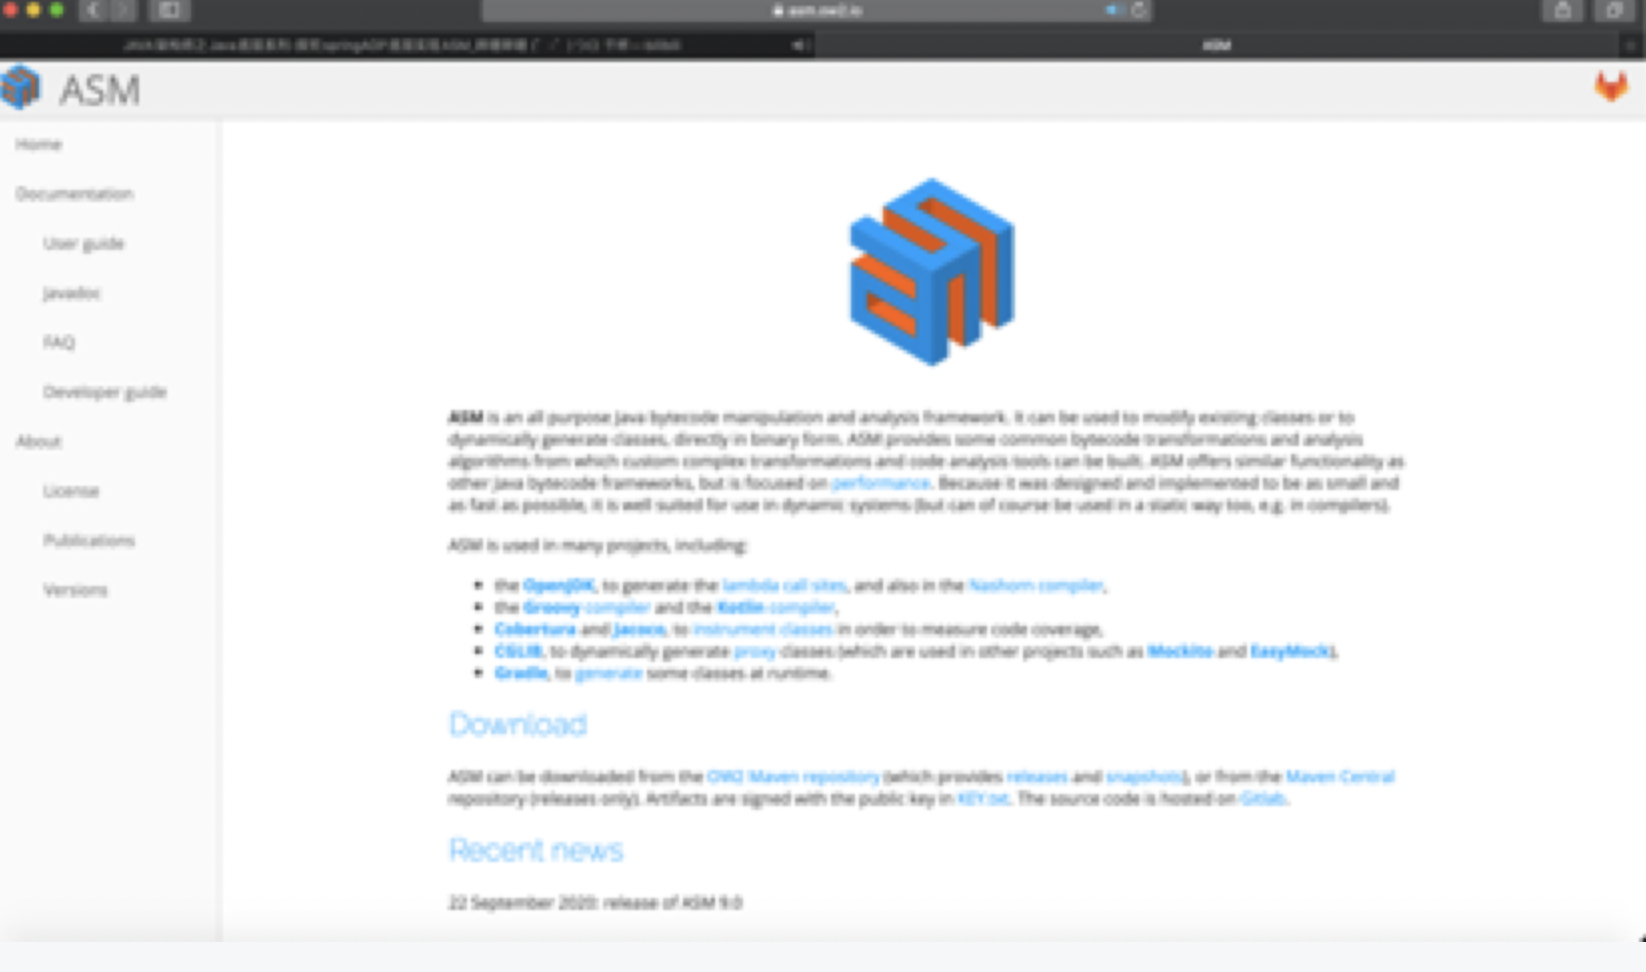 asm.ow2.io
ASM
ASM
Home
Documentation
User guide
Javadoc
FAQ
Developer guide
About
License
Publications
Versions
ASM is an all purpose Java bytecode manipulation and analysis framework. It can be used to modify existing classes or to
dynamically generate classes, directly in binary form. ASM provides some common bytecode transformations and analysis
algorithms from which custom complex transformations and code analysis tools can be built. ASM offers similar functionality as
other Java bytecode frameworks, but is focused on performance. Because it was designed and implemented to be as small and
as fast as possible, it is well suited for use in dynamic systems (but can of course be used in a static way too, e.g. in compilers).
ASM is used in many projects, including:
the OpenJDK, to generate the lambda call sites, and also in the Nashorn compiler,
the Groovy compiler and the Kotlin compiler,
Cobertura and Jacoco, to instrument classes in order to measure code coverage,
CGLIB, to dynamically generate proxy classes (which are used in other projects such as Mockito and EasyMock),
Gradle, to generate some classes at runtime.
Download
ASM can be downloaded from the OW2 Maven repository (which provides releases and snapshots), or from the Maven Central
repository (releases only). Artifacts are signed with the public key in KEY.txt. The source code is hosted on Gitlab.
Recent news
22 September 2020: release of ASM 9.0